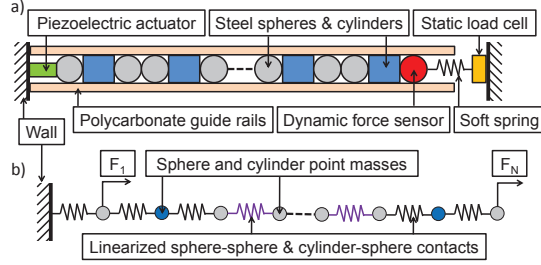 a)
Piezoelectric actuator
Steel spheres & cylinders
Static load cell
Polycarbonate guide rails
Dynamic force sensor
Soft spring
Wall
b)
F1
Sphere and cylinder point masses
FN
Linearized sphere-sphere & cylinder-sphere contacts